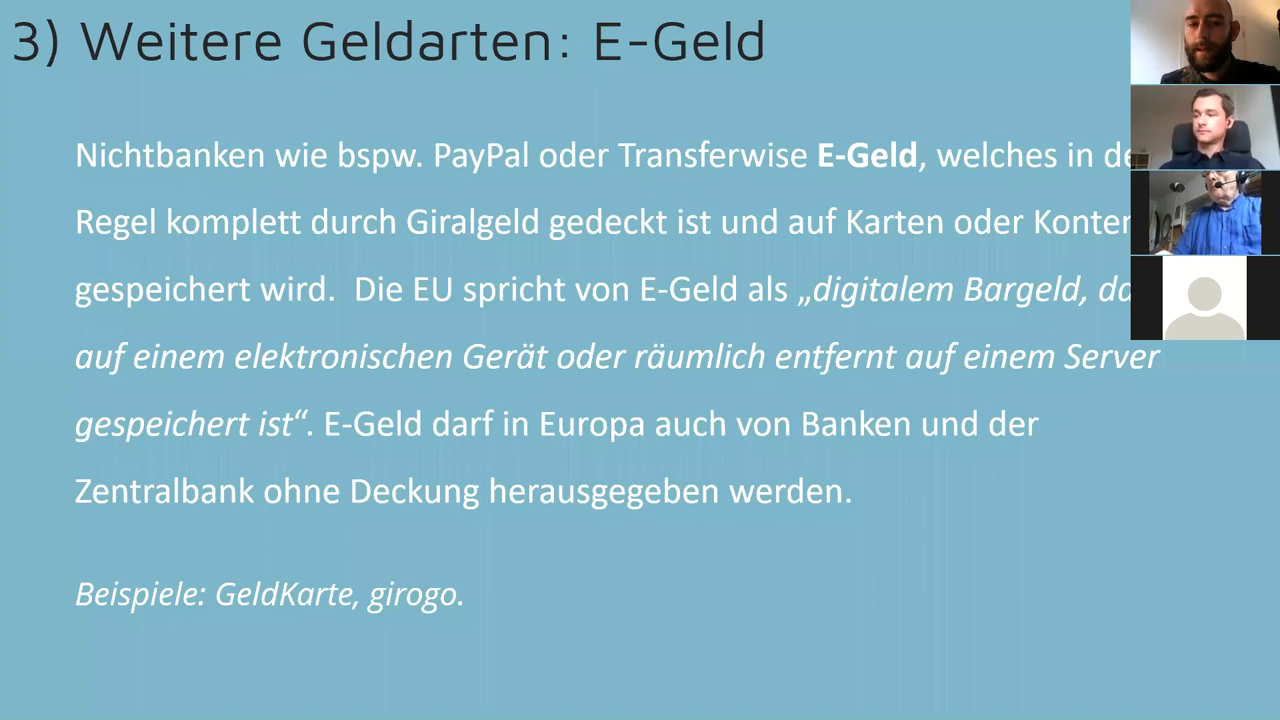 3) Weitere Geldarten: E-Geld
Nichtbanken wie bspw. PayPal oder Transferwise E-Geld, welches in
Regel komplett durch Giralgeld gedeckt ist und auf Karten oder
gespeichert wird. Die EU spricht von E-Geld als „digitalem Bargeld,
auf einem elektronischen Gerät oder räumlich entfernt auf einem Server
gespeichert ist“. E-Geld darf in Europa auch von Banken und der
Zentralbank ohne Deckung herausgegeben werden.
Beispiele: GeldKarte, girogo.